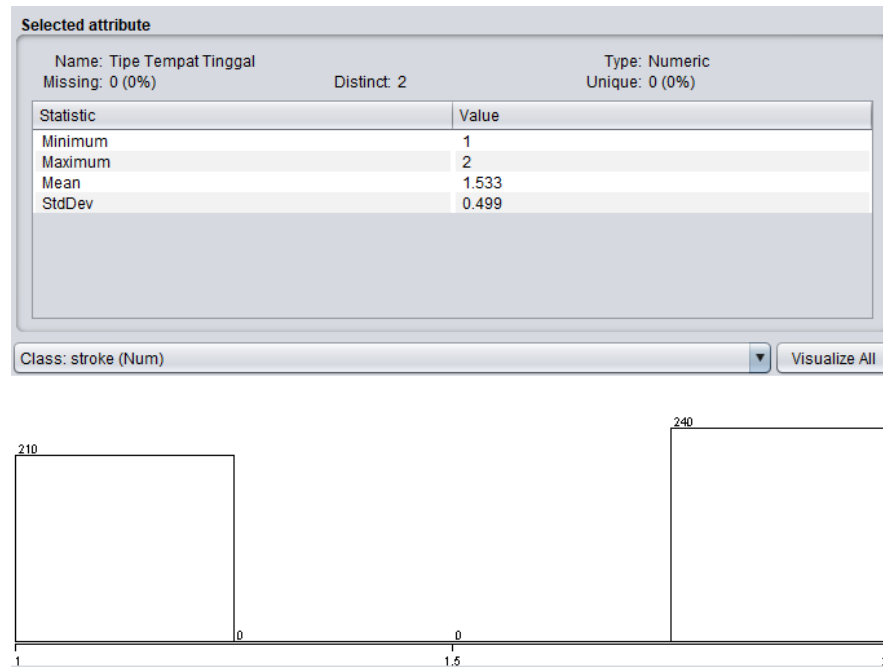 Selected attribute
Name: Tipe Tempat Tinggal Type: Numeric
Missing: 0 (0%) Distinct: 2 Unique: 0 (0%)
Statistic Value
Minimum 1
Maximum 2
Mean 1.533
StdDev 0.499
Class: stroke (Num) Visualize All
240
210
0 0
1 1.5